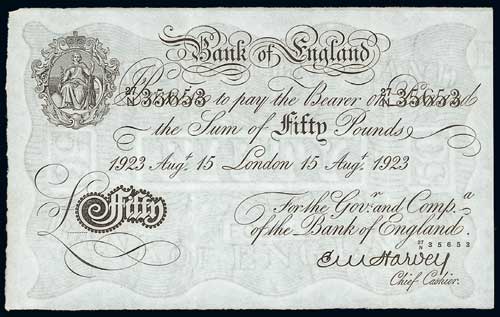 Bank of England
27
N 35653 to pay the Bearer on Demand 27
N 35653
the Sum of Fifty Pounds
1923 Augt. 15 London 15 Augt. 1923
For the Govr. and Compa.
of the Bank of England.
£ Fifty
27
N 35653
E M Harvey
Chief Cashier.